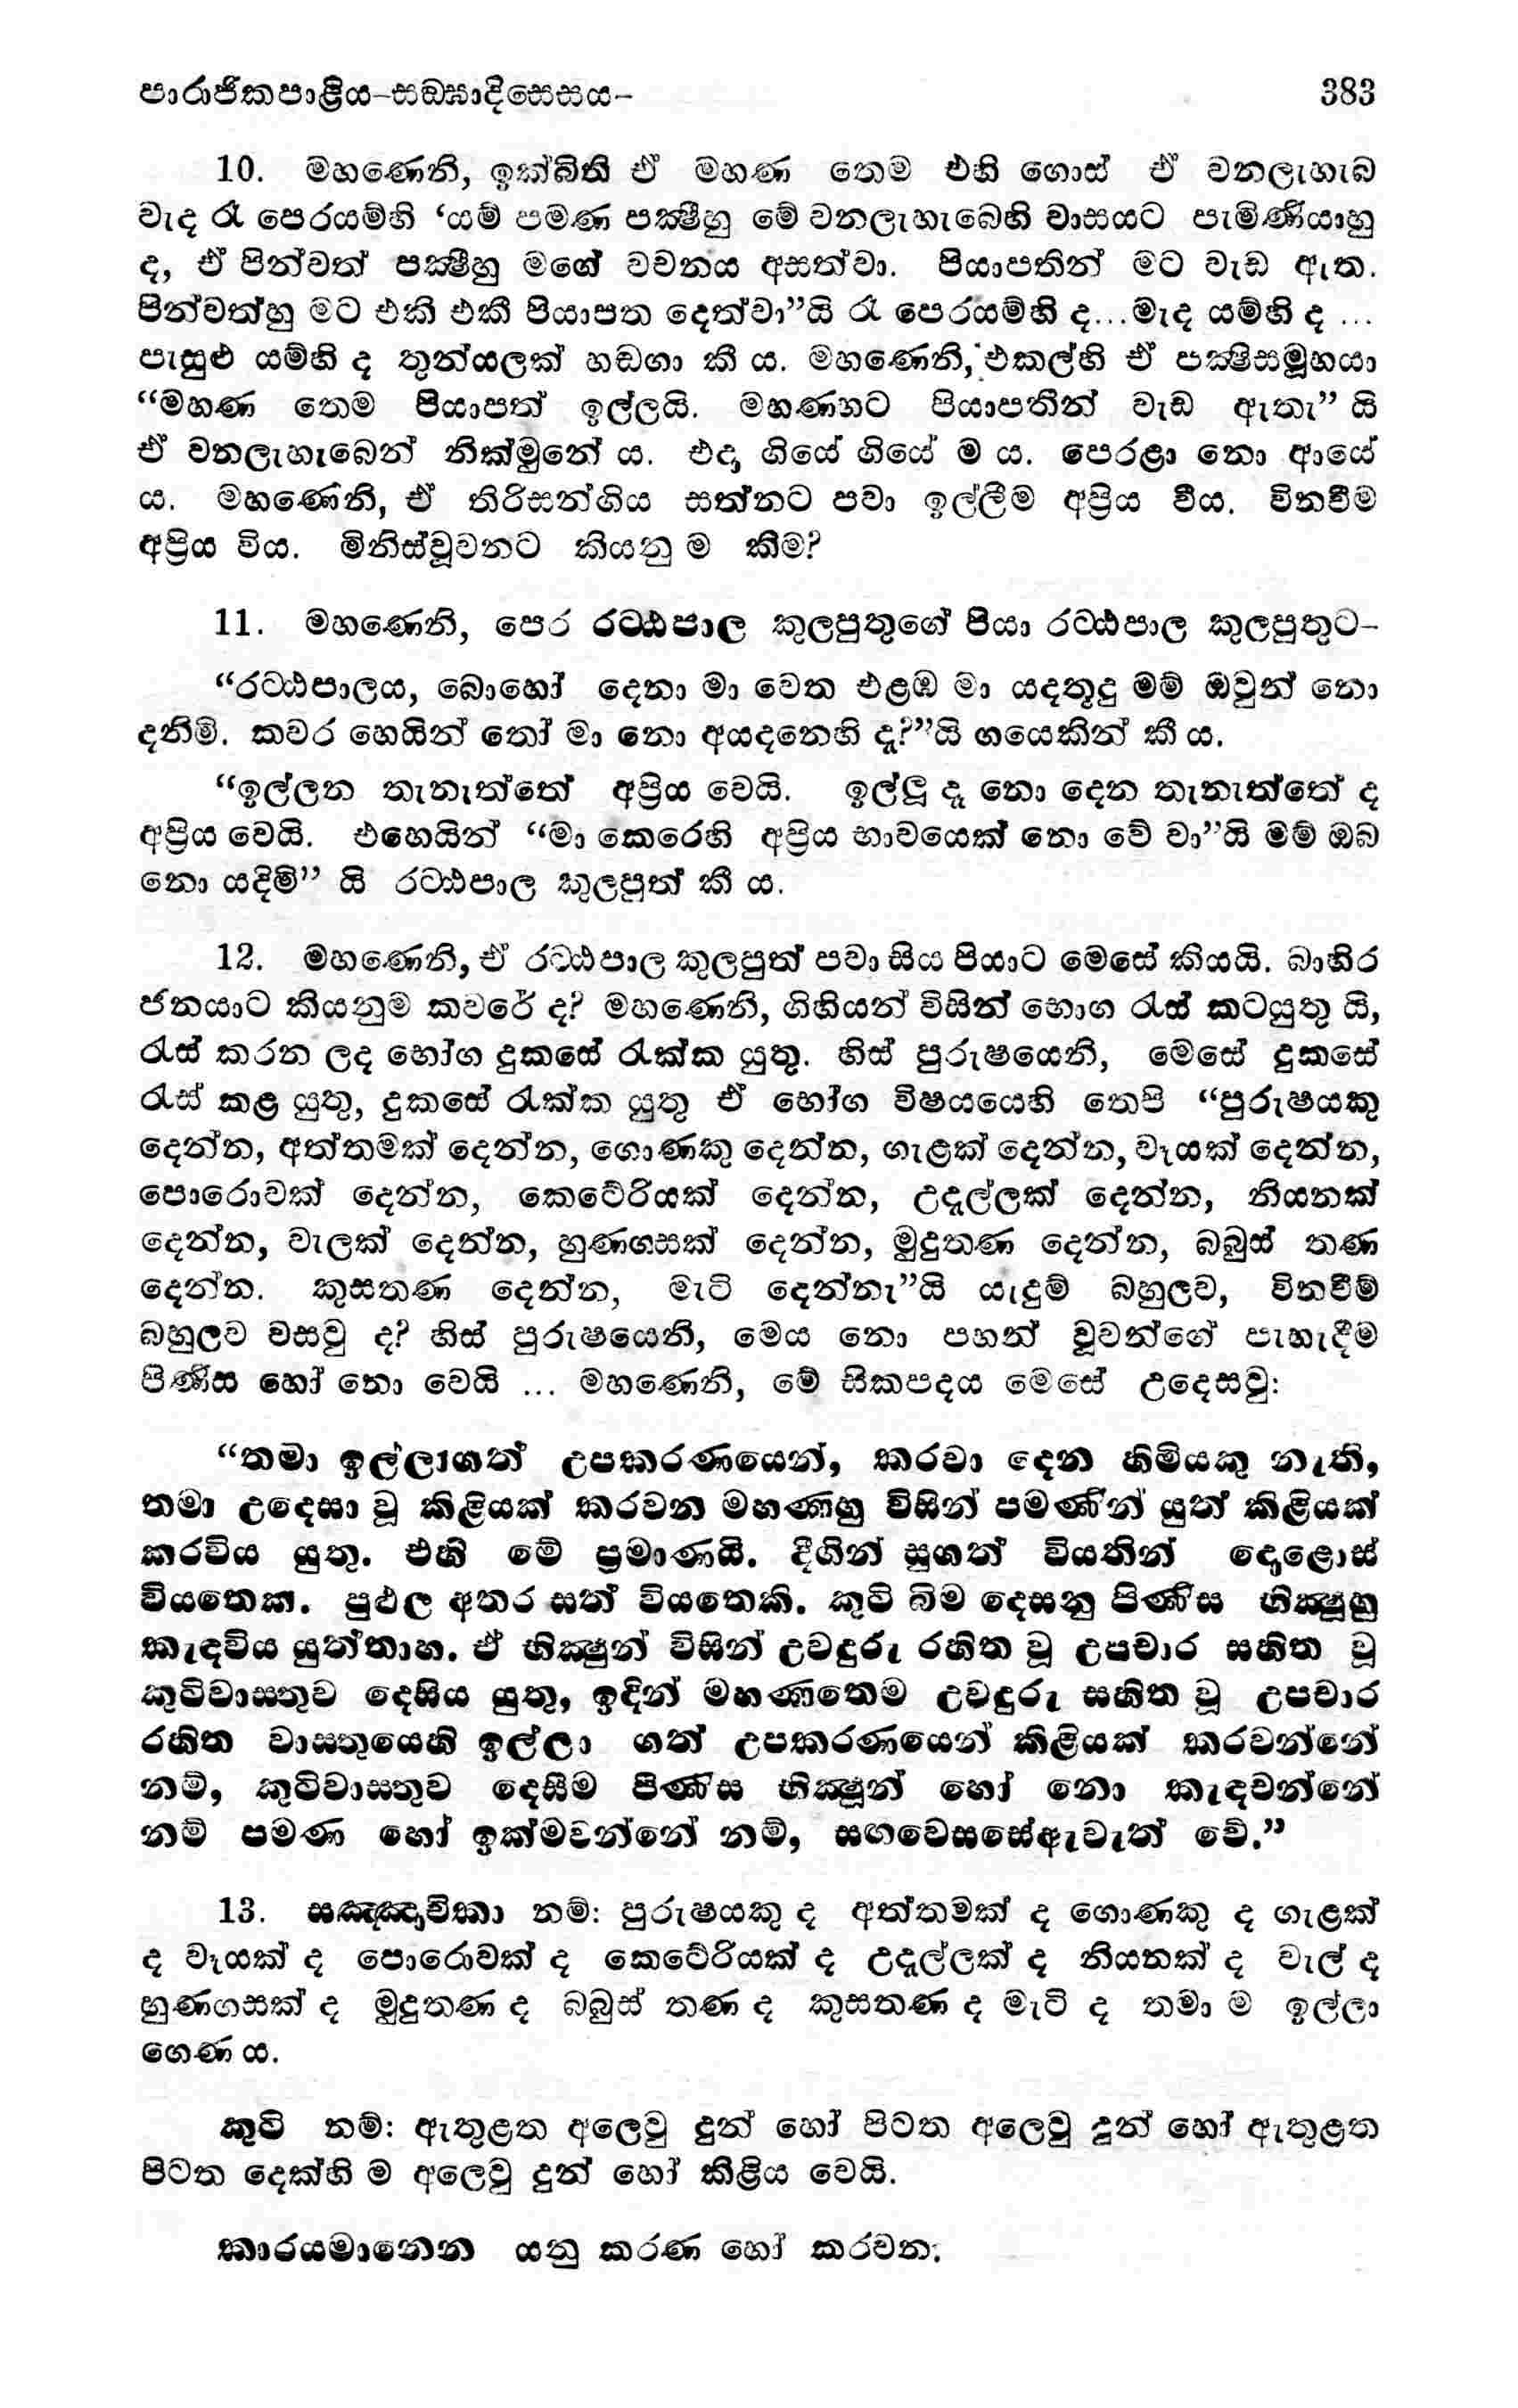 පාරාජිකපාළිය–සඞ්ඝාදිසෙසය– 383
10. මහණෙනි, ඉක්බිති ඒ මහණ තෙම එහි ගොස් ඒ වනලැහැබ
වැද රෑ පෙරයම්හි ‘යම් පමණ පක්ෂීහු මේ වනලැහැබෙහි වාසයට පැමිණියාහු
ද, ඒ පින්වත් පක්ෂීහු මගේ වචනය අසත්වා. පියාපතින් මට වැඩ ඇත.
පින්වත්හු මට එකී එකී පියාපත දෙත්වා”යි රෑ පෙරයම්හි ද...මැද යම්හි ද ...
පැසුළු යම්හි ද තුන්යලක් හඬගා කී ය. මහණෙනි, එකල්හි ඒ පක්ෂිසමූහයා
“මහණ තෙම පියාපත් ඉල්ලයි. මහණහට පියාපතින් වැඩ ඇතැ” යි
ඒ වනලැහැබෙන් නික්මුනේ ය. එදා ගියේ ගියේ ම ය. පෙරළා නො ආයේ
ය. මහණෙනි, ඒ තිරිසන්ගිය සත්නට පවා ඉල්ලීම අප්‍රිය විය. විනවීම
අප්‍රිය විය. මිනිස්වූවනට කියනු ම කිම?
11. මහණෙනි, පෙර රට්ඨපාල කුලපුතුගේ පියා රට්ඨපාල කුලපුතුට–
“රට්ඨපාලය, බොහෝ දෙනා මා වෙත එළඹ මා යදතුදු මම් ඔවුන් නො
දනිමි. කවර හෙයින් තෝ මා නො අයදනෙහි දැ?”යි ගයෙකින් කී ය.
“ඉල්ලන තැනැත්තේ අප්‍රිය වෙයි. ඉල්ලූ දෑ නො දෙන තැනැත්තේ ද
අප්‍රිය වෙයි. එහෙයින් “මා කෙරෙහි අප්‍රිය භාවයෙක් නො වේ වා”යි මම් ඔබ
නො යදිමි” යි රට්ඨපාල කුලපුත් කී ය.
12. මහණෙනි, ඒ රට්ඨපාල කුලපුත් පවා සිය පියාට මෙසේ කියයි. බාහිර
ජනයාට කියනුම කවරේ ද? මහණෙනි, ගිහියන් විසින් භොග රැස් කටයුතු යි,
රැස් කරන ලද භෝග දුකසේ රැක්ක යුතු. හිස් පුරුෂයෙනි, මෙසේ දුකසේ
රැස් කළ යුතු, දුකසේ රැක්ක යුතු ඒ භෝග විෂයයෙහි තෙපි “පුරුෂයකු
දෙන්න, අත්තමක් දෙන්න, ගොණකු දෙන්න, ගැළක් දෙන්න, වෑයක් දෙන්න,
පොරොවක් දෙන්න, කෙටේරියක් දෙන්න, උදැල්ලක් දෙන්න, නියනක්
දෙන්න, වැලක් දෙන්න, හුණගසක් දෙන්න, මුදුතණ දෙන්න, බබුස් තණ
දෙන්න. කුසතණ දෙන්න, මැටි දෙන්නැ”යි යැදුම් බහුලව, විනවීම්
බහුලව වසවු ද? හිස් පුරුෂයෙනි, මෙය නො පහන් වූවන්ගේ පැහැදීම
පිණිස හෝ නො වෙයි ... මහණෙනි, මේ සිකපදය මෙසේ උදෙසවු:
“තමා ඉල්ලාගත් උපකරණයෙන්, කරවා දෙන හිමියකු නැති,
තමා උදෙසා වූ කිළියක් කරවන මහණහු විසින් පමණින් යුත් කිළියක්
කරවිය යුතු. එහි මේ ප්‍රමාණයි. දිගින් සුගත් වියතින් දොළොස්
වියතෙක. පුළුල අතර සත් වියතෙකි. කුටි බිම දෙසනු පිණිස භික්ෂූහු
කැඳවිය යුත්තාහ. ඒ භික්ෂුන් විසින් උවදුරු රහිත වූ උපචාර සහිත වූ
කුටිවාසතුව දෙසිය යුතු, ඉදින් මහණතෙම උවඳුරු සහිත වූ උපචාර
රහිත වාසතුයෙහි ඉල්ලා ගත් උපකරණයෙන් කිළියක් කරවන්නේ
නම්, කුටිවාසතුව දෙසීම පිණිස භික්ෂූන් හෝ නො කැඳවන්නේ
නම් පමණ හෝ ඉක්මවන්නේ නම්, සඟවෙසෙසේඇවැත් වේ.”
13. සඤ්ඤාචිකා නම්: පුරුෂයකු ද අත්තමක් ද ගොණකු ද ගැළක්
ද වෑයක් ද පොරොවක් ද කෙටේරියක් ද උදැල්ලක් ද නියනක් ද වැල් ද
හුණගසක් ද මුදුතණ ද බබුස් තණ ද කුසතණ ද මැටි ද තමා ම ඉල්ලා
ගෙණ ය.
කුටි නම්: ඇතුළත අලෙවු දුන් හෝ පිටත අලෙවු දුන් හෝ ඇතුළත
පිටත දෙක්හි ම අලෙවු දුන් හෝ කිළිය වෙයි.
කාරයමානෙන යනු කරණ හෝ කරවන: